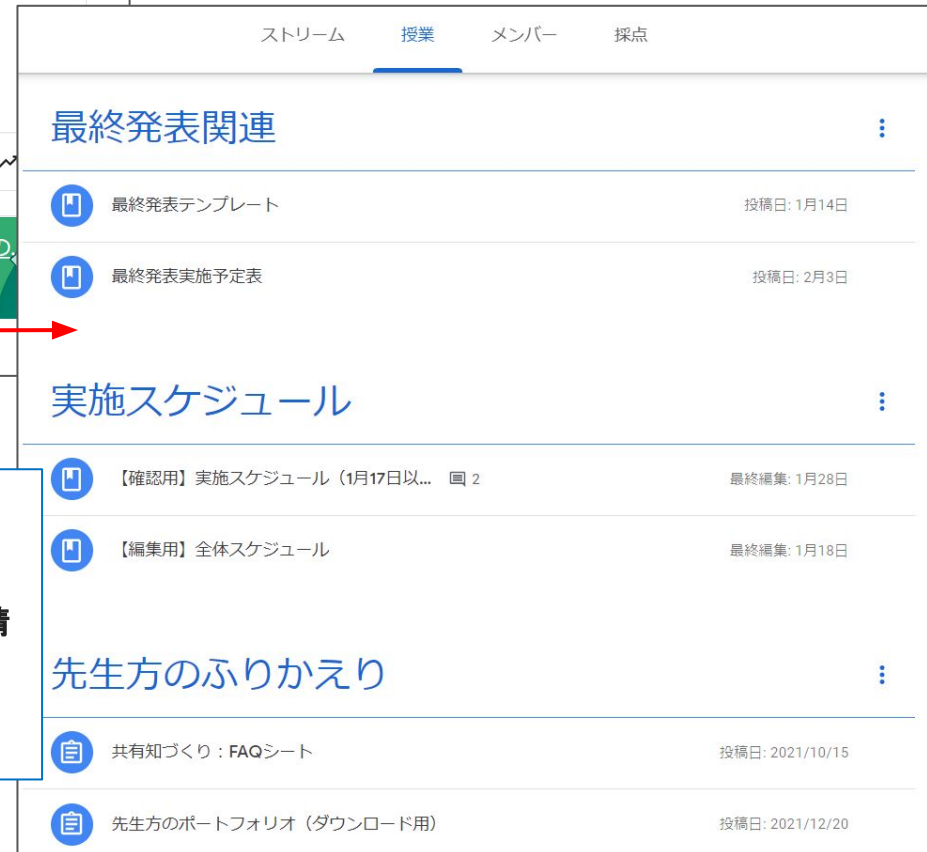 ストリーム 授業 メンバー 採点
最終発表関連
最終発表テンプレート 投稿日: 1月14日
の.
最終発表実施予定表 投稿日: 2月3日
実施スケジュール
【確認用】実施スケジュール（1月17日以... 2 最終編集: 1月28日
【編集用】全体スケジュール 最終編集: 1月18日
先生方のふりかえり
共有知づくり：FAQシート 投稿日: 2021/10/15
先生方のポートフォリオ（ダウンロード用） 投稿日: 2021/12/20